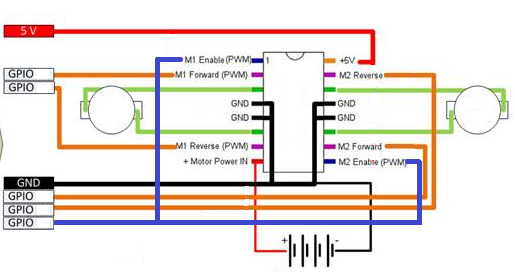 5 V
M1 Enable (PWM)
1
+5V
GPIO
M1 Forward (PWM)
M2 Reverse
GPIO
GND
GND
GND
GND
M1 Reverse (PWM)
M2 Forward
+ Motor Power IN
M2 Enable (PWM)
GND
GPIO
GPIO
GPIO
+
-